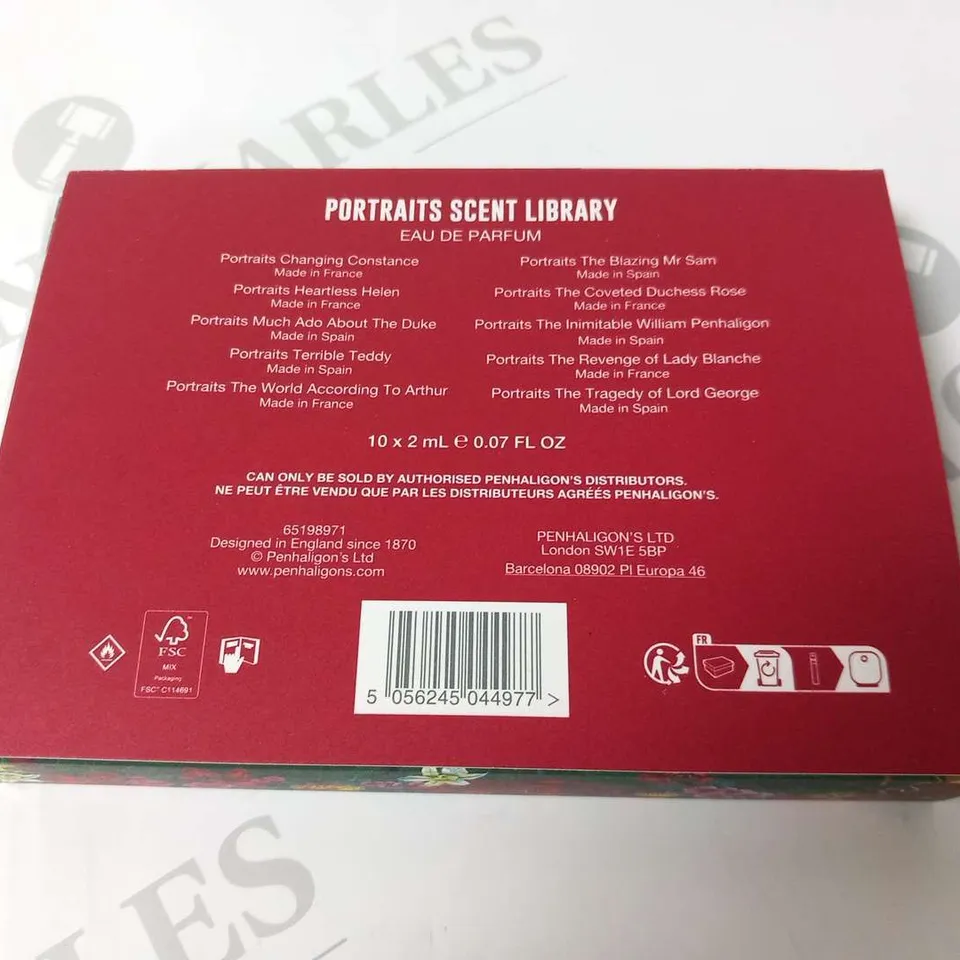 PORTRAITS SCENT LIBRARY
EAU DE PARFUM
Portraits Changing Constance
Made in France
Portraits Heartless Helen
Made in France
Portraits Much Ado About The Duke
Made in Spain
Portraits Terrible Teddy
Made in Spain
Portraits The World According To Arthur
Made in France
Portraits The Blazing Mr Sam
Made in Spain
Portraits The Coveted Duchess Rose
Made in France
Portraits The Inimitable William Penhaligon
Made in Spain
Portraits The Revenge of Lady Blanche
Made in France
Portraits The Tragedy of Lord George
Made in Spain
10 x 2 mL ℮ 0.07 FL OZ
CAN ONLY BE SOLD BY AUTHORISED PENHALIGON'S DISTRIBUTORS.
NE PEUT ÊTRE VENDU QUE PAR LES DISTRIBUTEURS AGRÉÉS PENHALIGON'S.
65198971
Designed in England since 1870
© Penhaligon's Ltd
www.penhaligons.com
PENHALIGON'S LTD
London SW1E 5BP
Barcelona 08902 Pl Europa 46
FSC
MIX
Packaging
FSC® C114691
5 056245 044977 >
FR